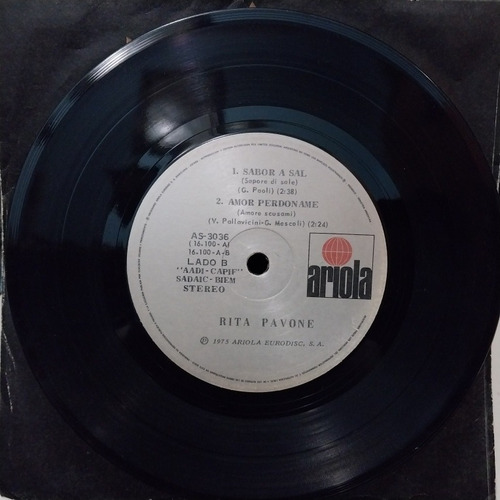 1. SABOR A SAL
(Sapore di sale)
(G. Paoli) (2:38)
2. AMOR PERDONAME
(Amore scusami)
(V. Pallavicini-G. Mescoli) (2:24)
AS-3036
(16.100-A)
16.100-A-B
LADO B
"AADI-CAPIF"
SADAIC-BIEM
STEREO
ariola
RITA PAVONE
℗ 1975 ARIOLA EURODISC, S.A.